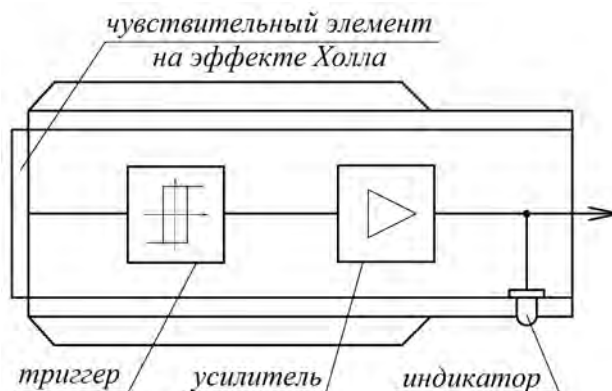 чувствительный элемент
на эффекте Холла
триггер усилитель индикатор